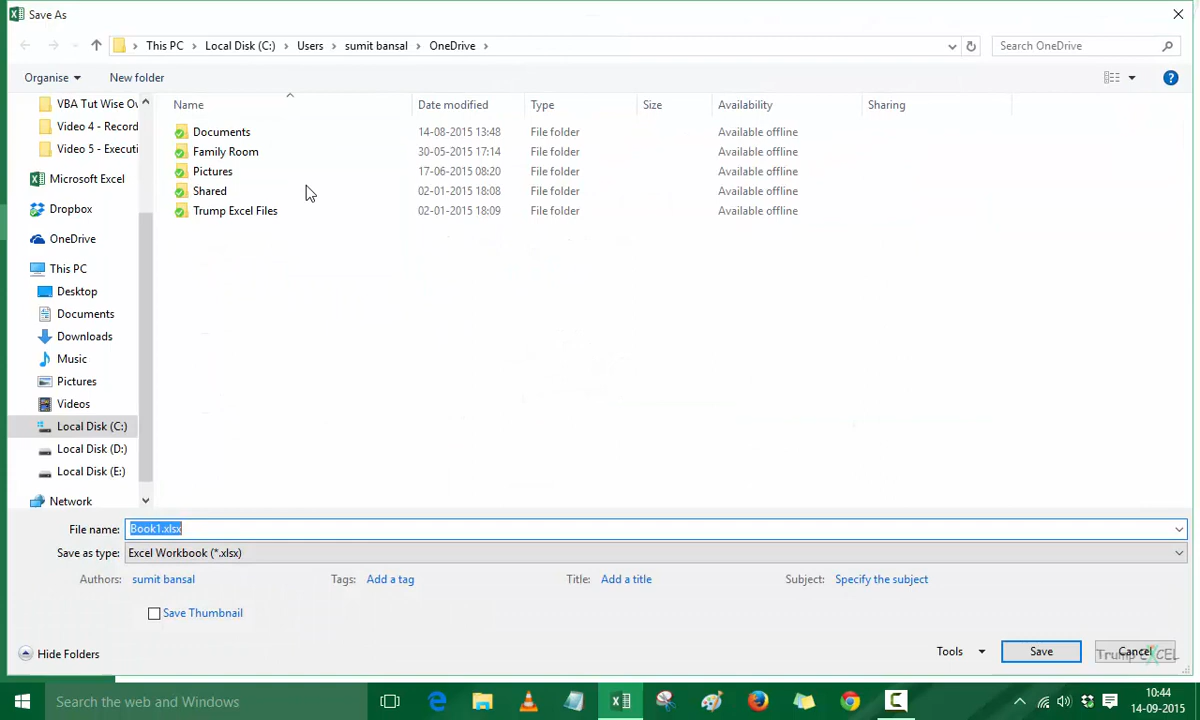 Save As
This PC Local Disk (C:) Users sumit bansal OneDrive
Search OneDrive
Organise New folder
Name Date modified Type Size Availability Sharing
Documents 14-08-2015 13:48 File folder Available offline
Family Room 30-05-2015 17:14 File folder Available offline
Pictures 17-06-2015 08:20 File folder Available offline
Shared 02-01-2015 18:08 File folder Available offline
Trump Excel Files 02-01-2015 18:09 File folder Available offline
VBA Tut Wise Ov
Video 4 - Record
Video 5 - Executi
Microsoft Excel
Dropbox
OneDrive
This PC
Desktop
Documents
Downloads
Music
Pictures
Videos
Local Disk (C:)
Local Disk (D:)
Local Disk (E:)
Network
File name: Book1.xlsx
Save as type: Excel Workbook (*.xlsx)
Authors: sumit bansal Tags: Add a tag Title: Add a title Subject: Specify the subject
Save Thumbnail
Hide Folders Tools Save Cancel
Trump EXCEL
Search the web and Windows
10:44
14-09-2015